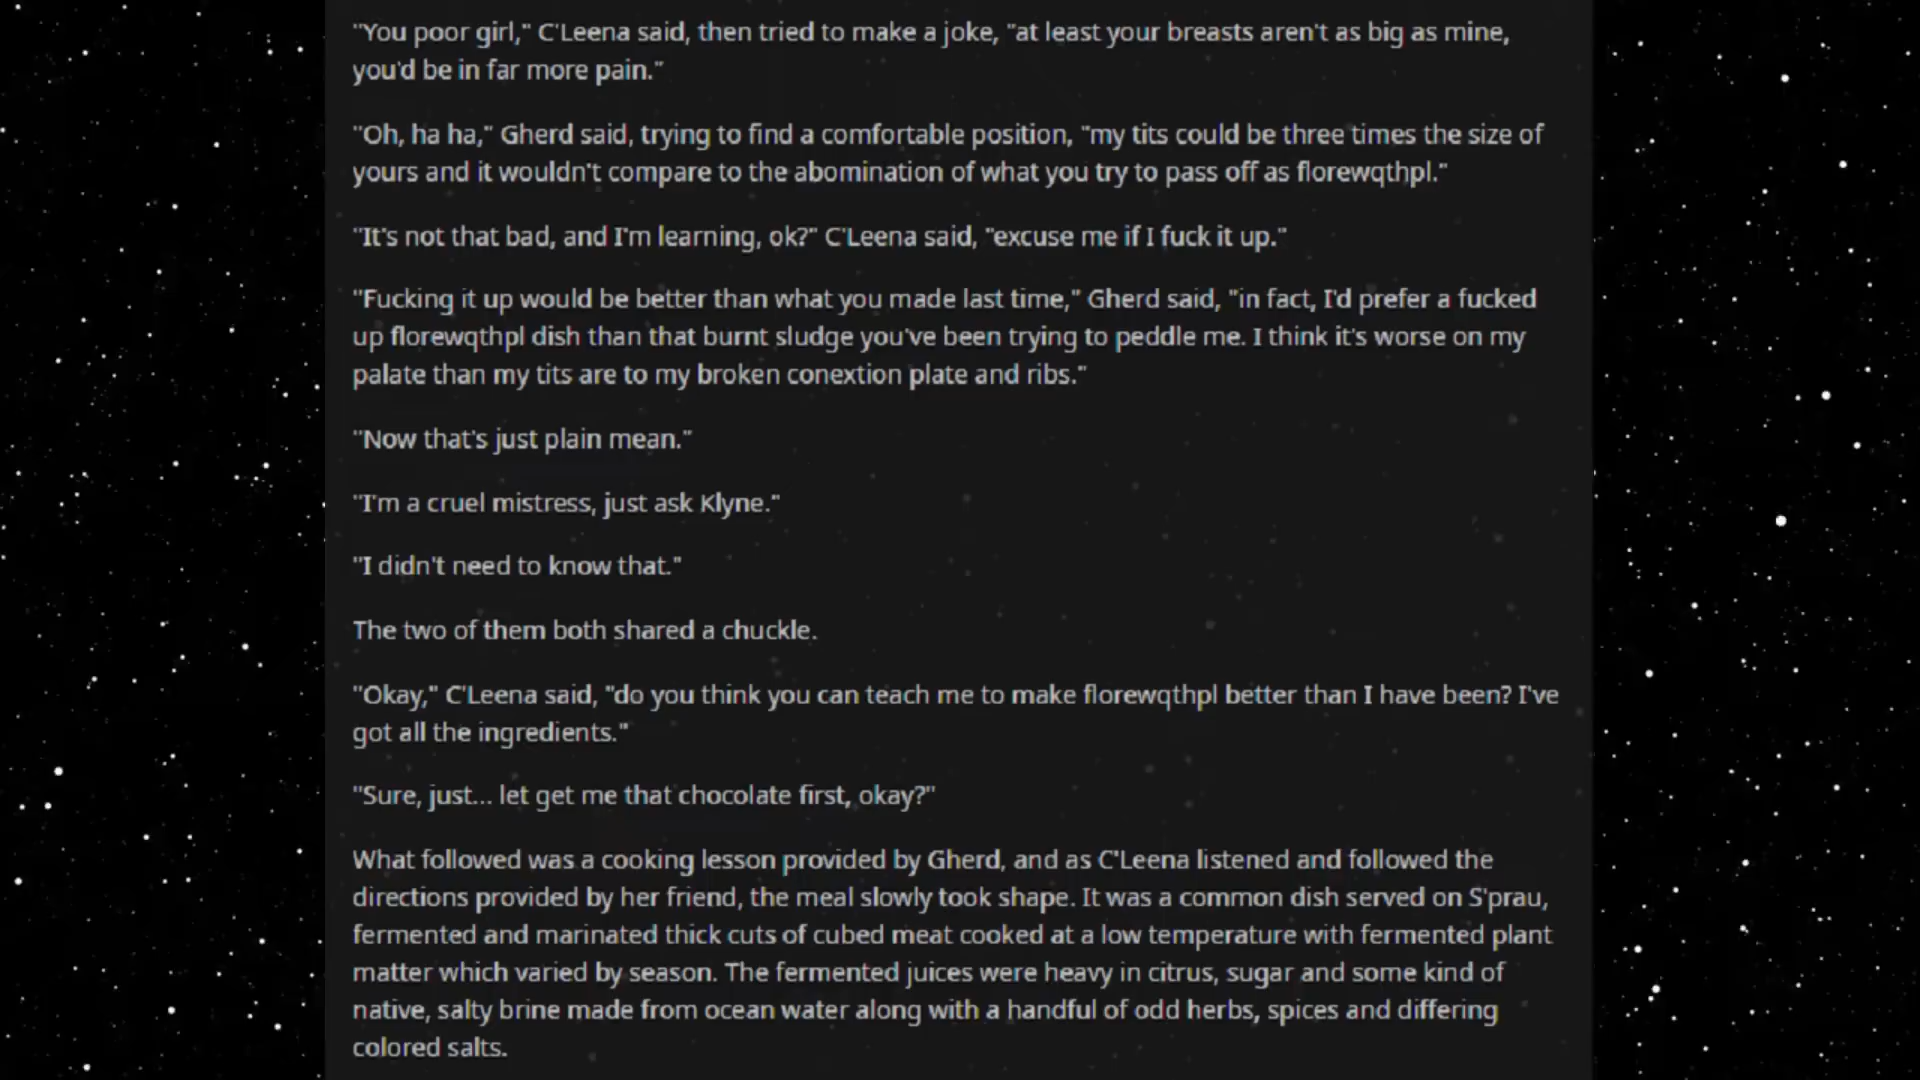 "You poor girl," C'Leena said, then tried to make a joke, "at least your breasts aren't as big as mine,
you'd be in far more pain."
"Oh, ha ha," Gherd said, trying to find a comfortable position, "my tits could be three times the size of
yours and it wouldn't compare to the abomination of what you try to pass off as florewqthpl."
"It's not that bad, and I'm learning, ok?" C'Leena said, "excuse me if I fuck it up."
"Fucking it up would be better than what you made last time," Gherd said, "in fact, I'd prefer a fucked
up florewqthpl dish than that burnt sludge you've been trying to peddle me. I think it's worse on my
palate than my tits are to my broken conextion plate and ribs."
"Now that's just plain mean."
"I'm a cruel mistress, just ask Klyne."
"I didn't need to know that."
The two of them both shared a chuckle.
"Okay," C'Leena said, "do you think you can teach me to make florewqthpl better than I have been? I've
got all the ingredients."
"Sure, just... let get me that chocolate first, okay?"
What followed was a cooking lesson provided by Gherd, and as C'Leena listened and followed the
directions provided by her friend, the meal slowly took shape. It was a common dish served on S'prau,
fermented and marinated thick cuts of cubed meat cooked at a low temperature with fermented plant
matter which varied by season. The fermented juices were heavy in citrus, sugar and some kind of
native, salty brine made from ocean water along with a handful of odd herbs, spices and differing
colored salts.